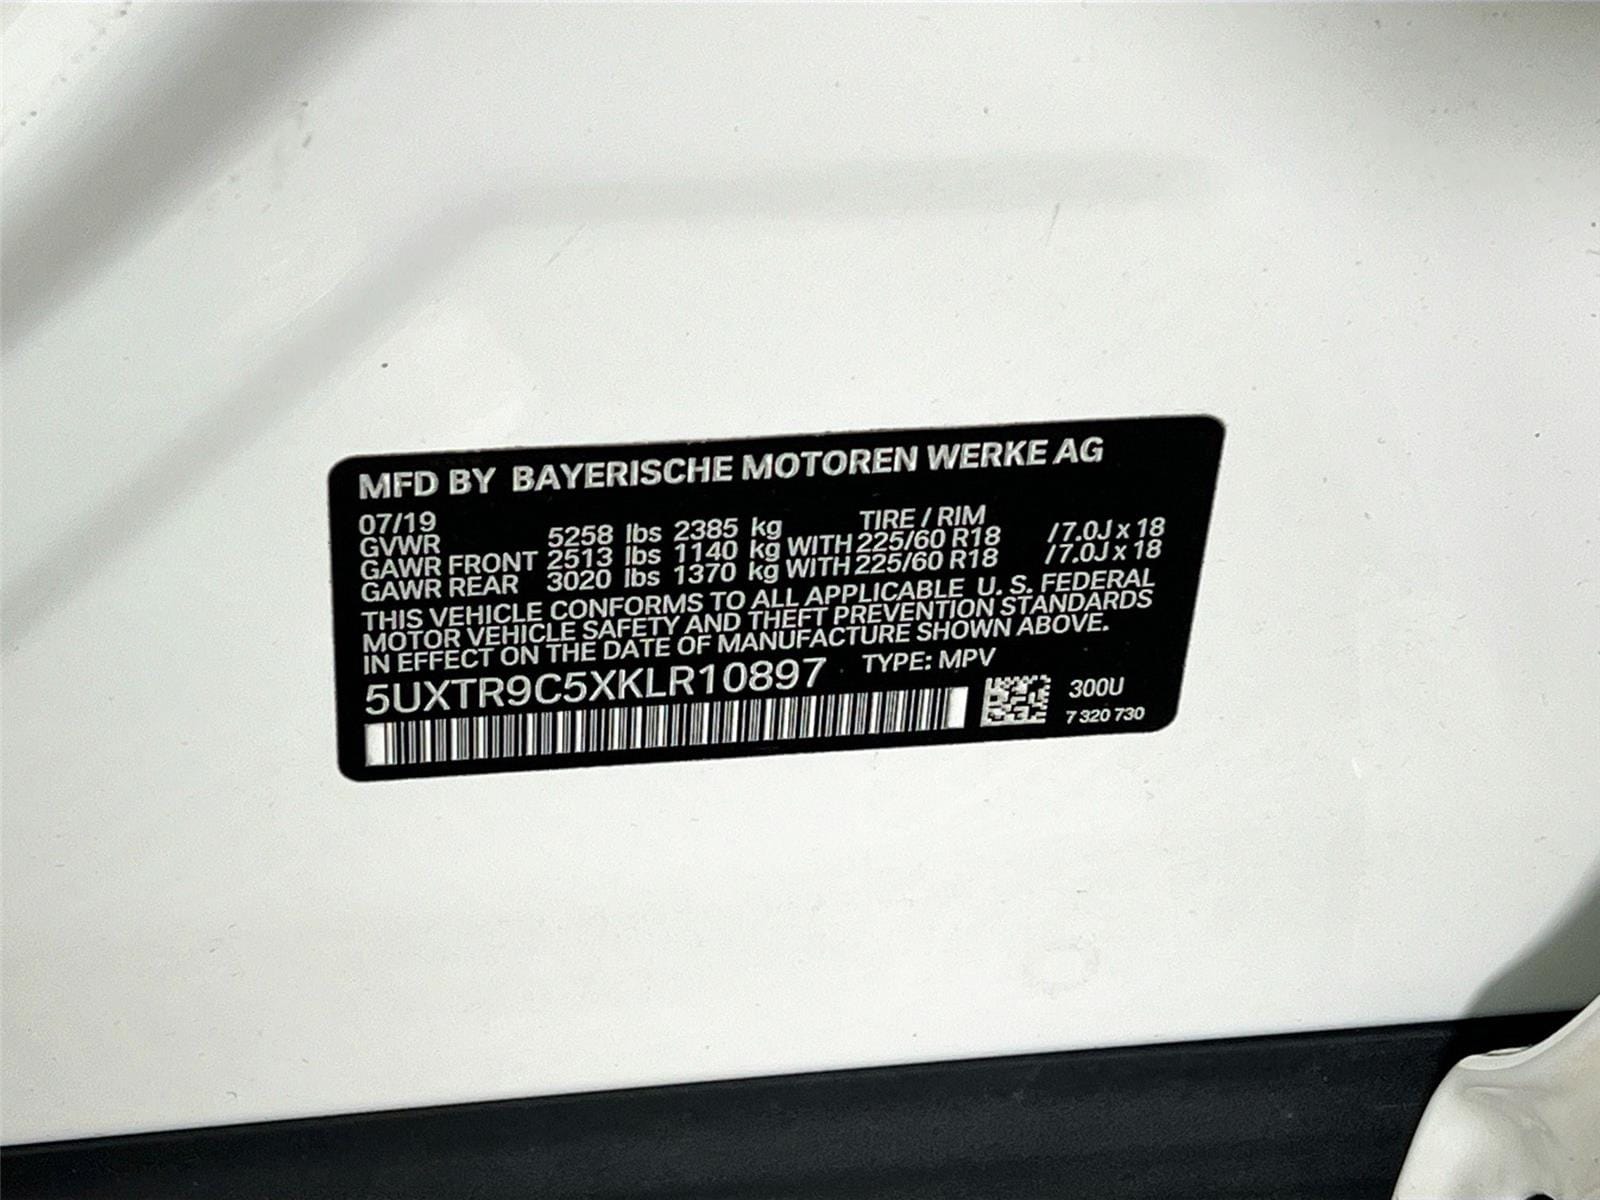 MFD BY BAYERISCHE MOTOREN WERKE AG
07/19 TIRE / RIM
GVWR 5258 lbs 2385 kg
GAWR FRONT 2513 lbs 1140 kg WITH 225/60 R18 /7.0J x 18
GAWR REAR 3020 lbs 1370 kg WITH 225/60 R18 /7.0J x 18
THIS VEHICLE CONFORMS TO ALL APPLICABLE U. S. FEDERAL
MOTOR VEHICLE SAFETY AND THEFT PREVENTION STANDARDS
IN EFFECT ON THE DATE OF MANUFACTURE SHOWN ABOVE.
5UXTR9C5XKLR10897 TYPE: MPV
300U
7 320 730